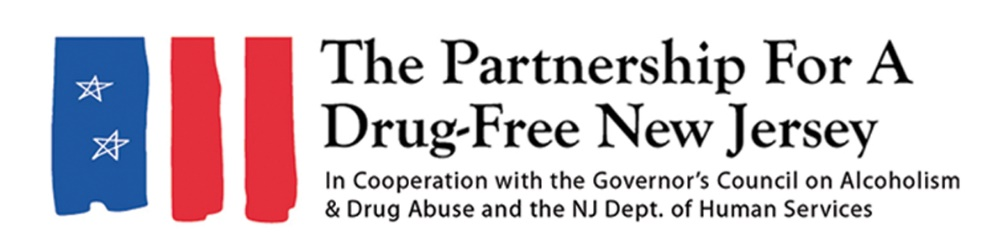 The Partnership For A
Drug-Free New Jersey
In Cooperation with the Governor's Council on Alcoholism
& Drug Abuse and the NJ Dept. of Human Services